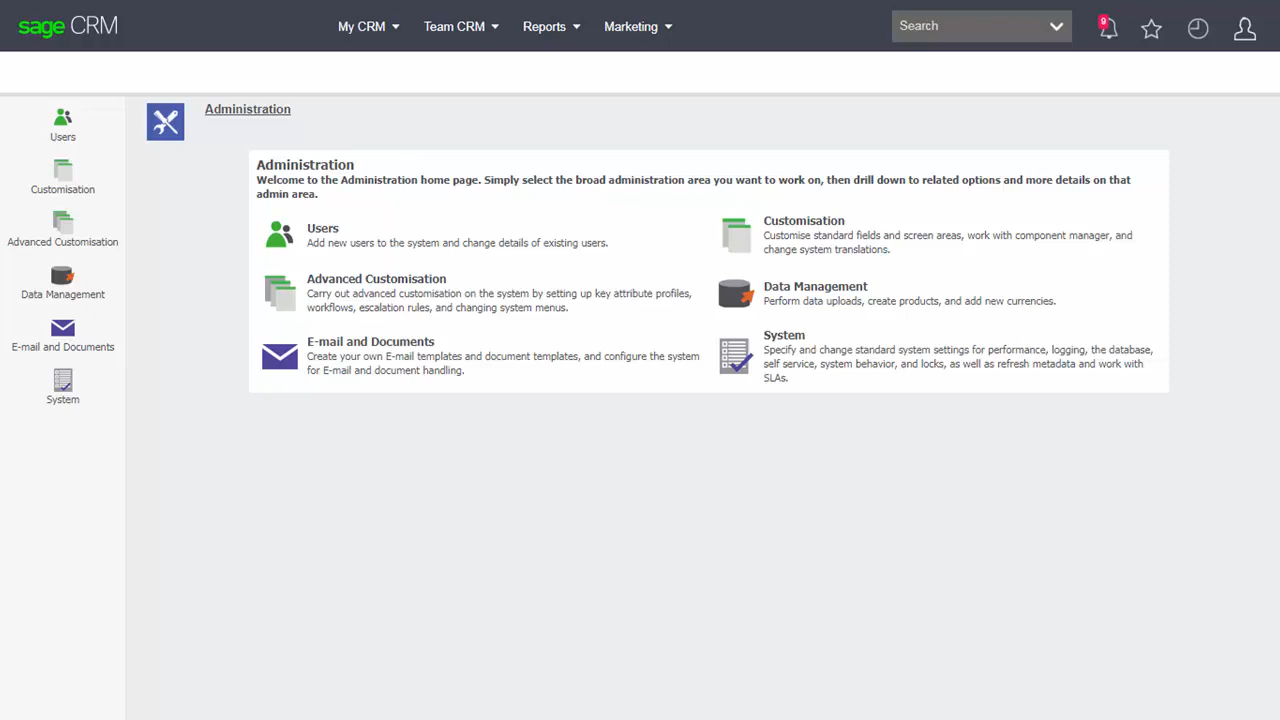 sage CRM
My CRM
Team CRM
Reports
Marketing
Search
9
Users
Customisation
Advanced Customisation
Data Management
E-mail and Documents
System
Administration
Administration
Welcome to the Administration home page. Simply select the broad administration area you want to work on, then drill down to related options and more details on that
admin area.
Users
Add new users to the system and change details of existing users.
Customisation
Customise standard fields and screen areas, work with component manager, and
change system translations.
Advanced Customisation
Carry out advanced customisation on the system by setting up key attribute profiles,
workflows, escalation rules, and changing system menus.
Data Management
Perform data uploads, create products, and add new currencies.
E-mail and Documents
Create your own E-mail templates and document templates, and configure the system
for E-mail and document handling.
System
Specify and change standard system settings for performance, logging, the database,
self service, system behavior, and locks, as well as refresh metadata and work with
SLAs.